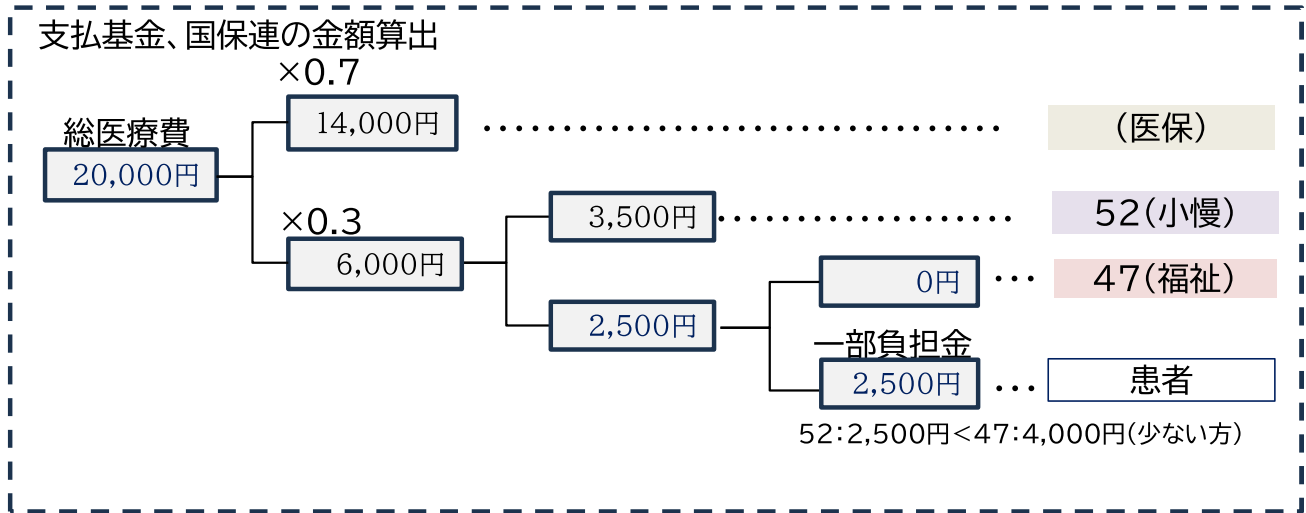 支払基金、国保連の金額算出
×0.7
14,000円
(医保)
総医療費
20,000円
×0.3
6,000円
3,500円
52(小慢)
0円
47(福祉)
2,500円
一部負担金
2,500円
患者
52:2,500円<47:4,000円(少ない方)